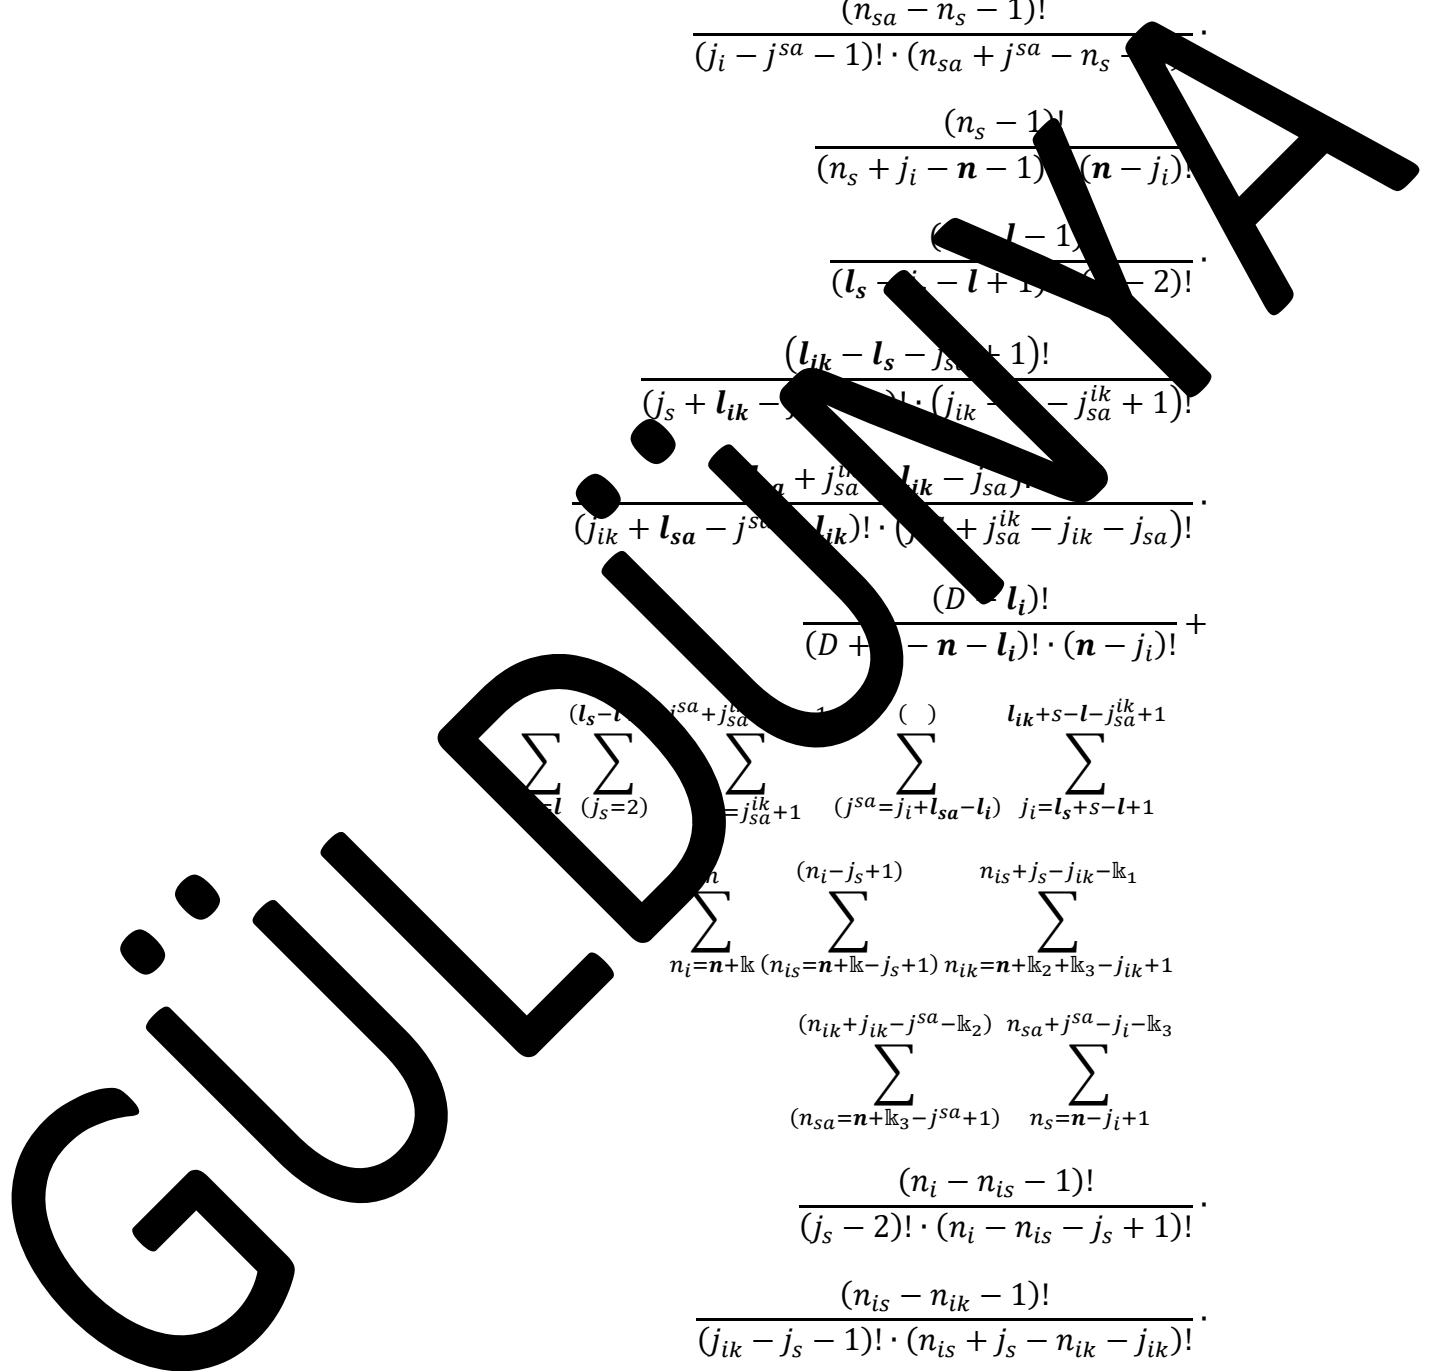 (n_{sa} − n_s − 1)!
(j_i − j^{sa} − 1)! · (n_{sa} + j^{sa} − n_s − ·
(n_s − 1)!
(n_s + j_i − n − 1) (n − j_i)!
( l − 1)
(l_s − − l + 1) − 2)! ·
(l_{ik} − l_s − + 1)!
(j_s + l_{ik} − )! · (j_{ik} − − j_{sa}^{ik} + 1)!
+ j_{sa}^{ik} l_{ik} − j_{sa})!
(j_{ik} + l_{sa} − j^{sa} l_{ik})! · ( + j_{sa}^{ik} − j_{ik} − j_{sa})! ·
(D − l_i)!
(D + − n − l_i)! · (n − j_i)! +
(l_s−l j^{sa}+j_{sa}^{ik} 1 ( ) l_{ik}+s−l−j_{sa}^{ik}+1
∑ ∑ ∑ ∑ ∑
=l (j_s=2) =j_{sa}^{ik}+1 (j^{sa}=j_i+l_{sa}−l_i) j_i=l_s+s−l+1
n (n_i−j_s+1) n_{is}+j_s−j_{ik}−𝕜_1
∑ ∑ ∑
n_i=n+𝕜 (n_{is}=n+𝕜−j_s+1) n_{ik}=n+𝕜_2+𝕜_3−j_{ik}+1
(n_{ik}+j_{ik}−j^{sa}−𝕜_2) n_{sa}+j^{sa}−j_i−𝕜_3
∑ ∑
(n_{sa}=n+𝕜_3−j^{sa}+1) n_s=n−j_i+1
(n_i − n_{is} − 1)!
(j_s − 2)! · (n_i − n_{is} − j_s + 1)! ·
(n_{is} − n_{ik} − 1)!
(j_{ik} − j_s − 1)! · (n_{is} + j_s − n_{ik} − j_{ik})! ·
GÜLDÜNYA